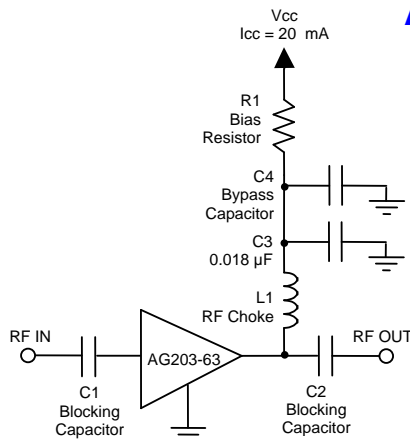 Vcc
Icc = 20 mA
R1
Bias
Resistor
C4
Bypass
Capacitor
C3
0.018 µF
L1
RF Choke
RF IN
RF OUT
AG203-63
C1
Blocking
Capacitor
C2
Blocking
Capacitor